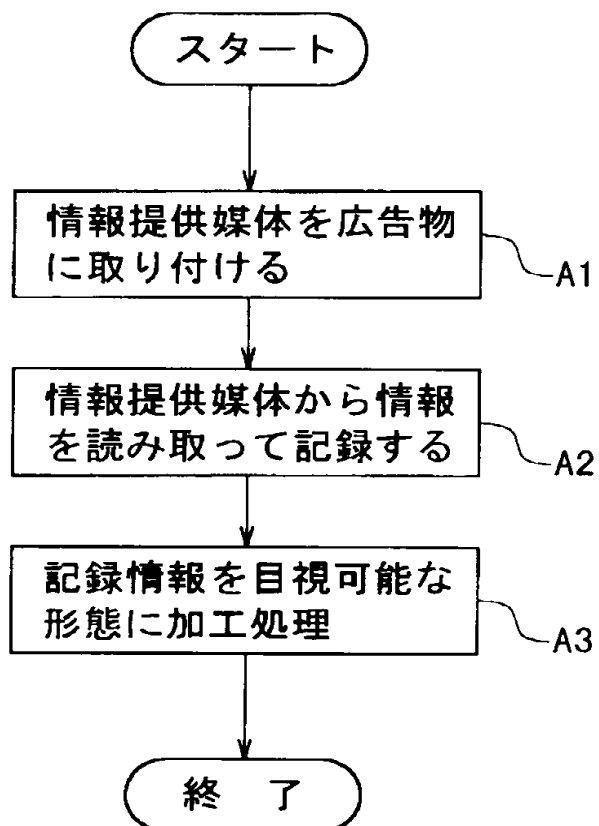 スタート
情報提供媒体を広告物
に取り付ける
A1
情報提供媒体から情報
を読み取って記録する
A2
記録情報を目視可能な
形態に加工処理
A3
終 了